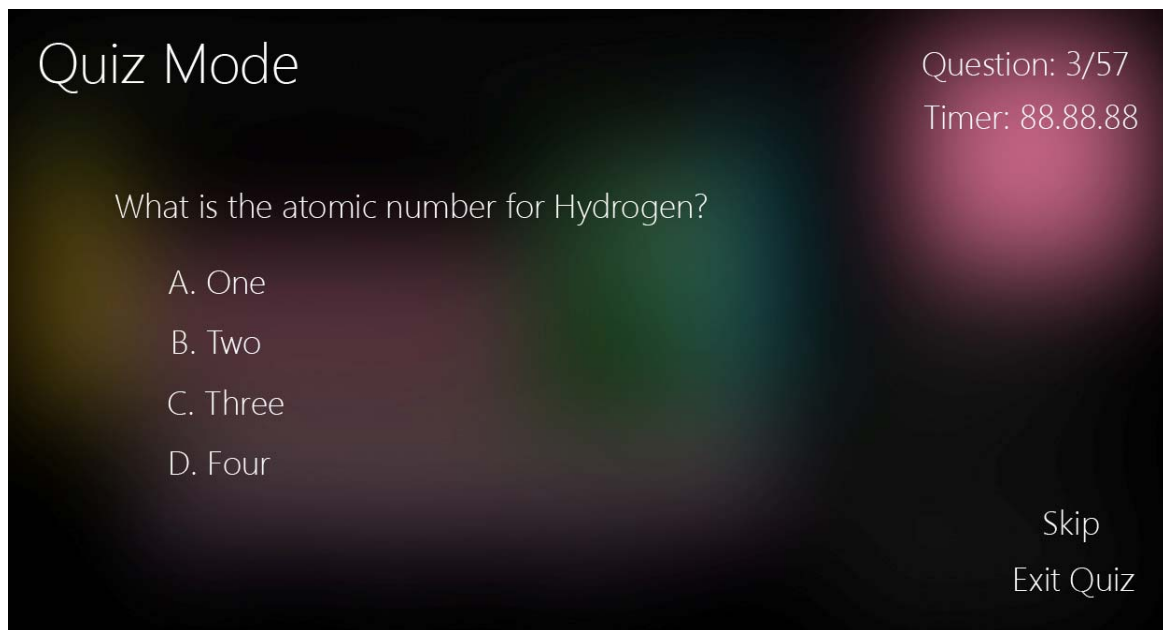 Quiz Mode
Question: 3/57
Timer: 88.88.88
What is the atomic number for Hydrogen?
A. One
B. Two
C. Three
D. Four
Skip
Exit Quiz